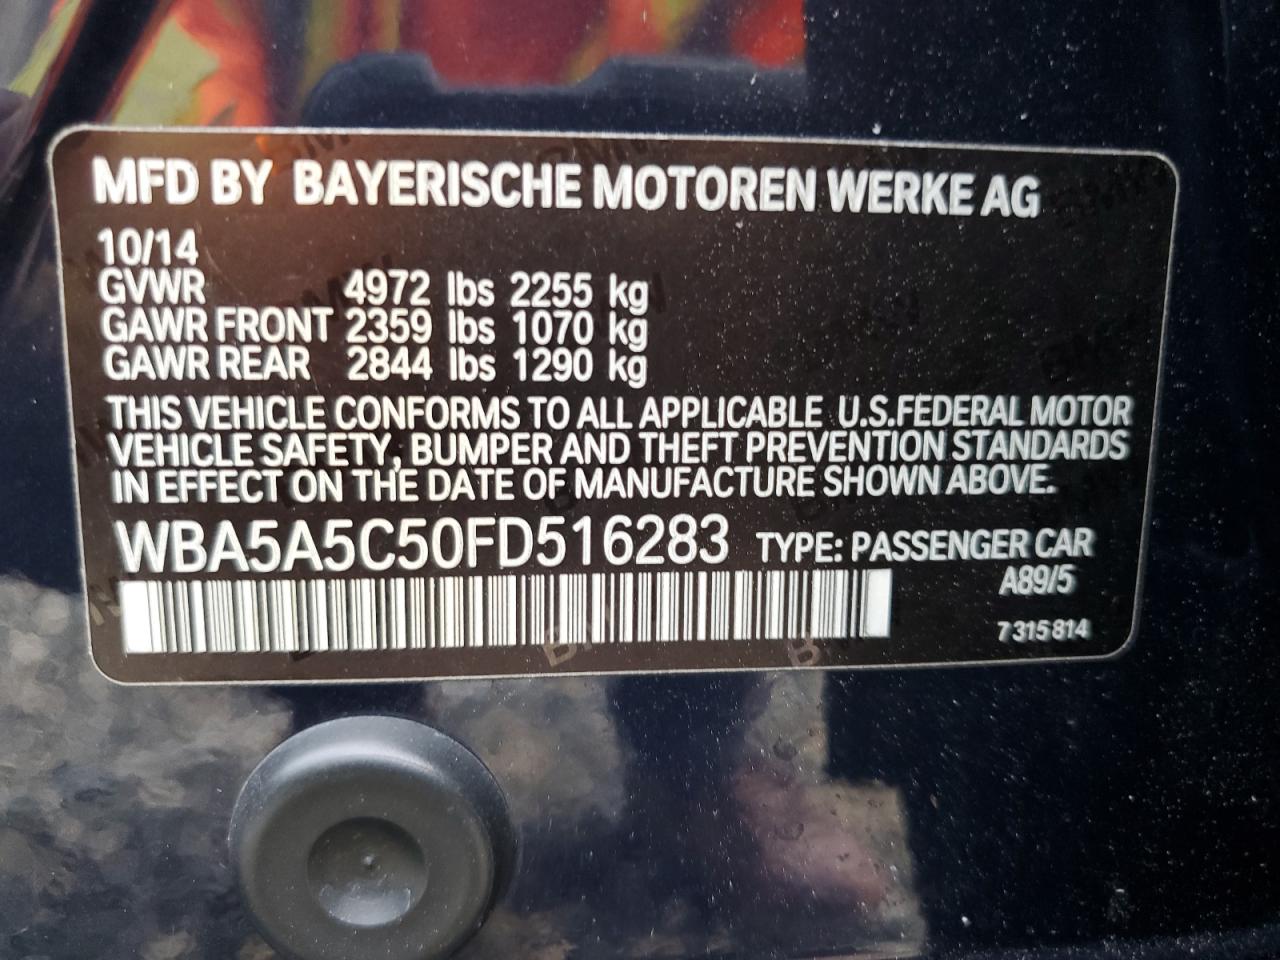 MFD BY BAYERISCHE MOTOREN WERKE AG
10/14
GVWR 4972 lbs 2255 kg
GAWR FRONT 2359 lbs 1070 kg
GAWR REAR 2844 lbs 1290 kg
THIS VEHICLE CONFORMS TO ALL APPLICABLE U.S.FEDERAL MOTOR
VEHICLE SAFETY, BUMPER AND THEFT PREVENTION STANDARDS
IN EFFECT ON THE DATE OF MANUFACTURE SHOWN ABOVE.
WBA5A5C50FD516283 TYPE: PASSENGER CAR
A89/5
7 315 814